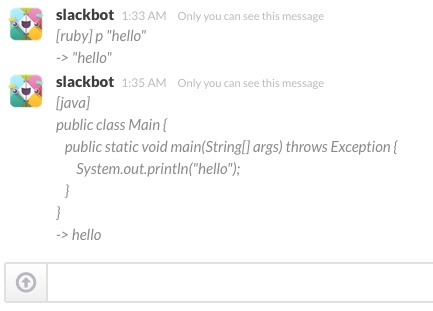 slackbot 1:33 AM Only you can see this message
[ruby] p "hello"
-> "hello"
slackbot 1:35 AM Only you can see this message
[java]
public class Main {
public static void main(String[] args) throws Exception {
System.out.println("hello");
}
}
-> hello